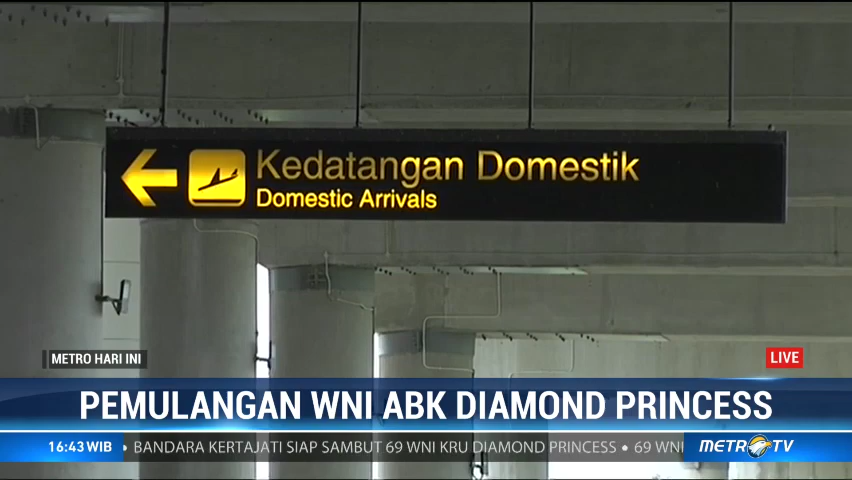 Kedatangan Domestik
Domestic Arrivals
METRO HARI INI
LIVE
PEMULANGAN WNI ABK DIAMOND PRINCESS
16:43 WIB
• BANDARA KERTAJATI SIAP SAMBUT 69 WNI KRU DIAMOND PRINCESS • 69 WNI
METRO TV